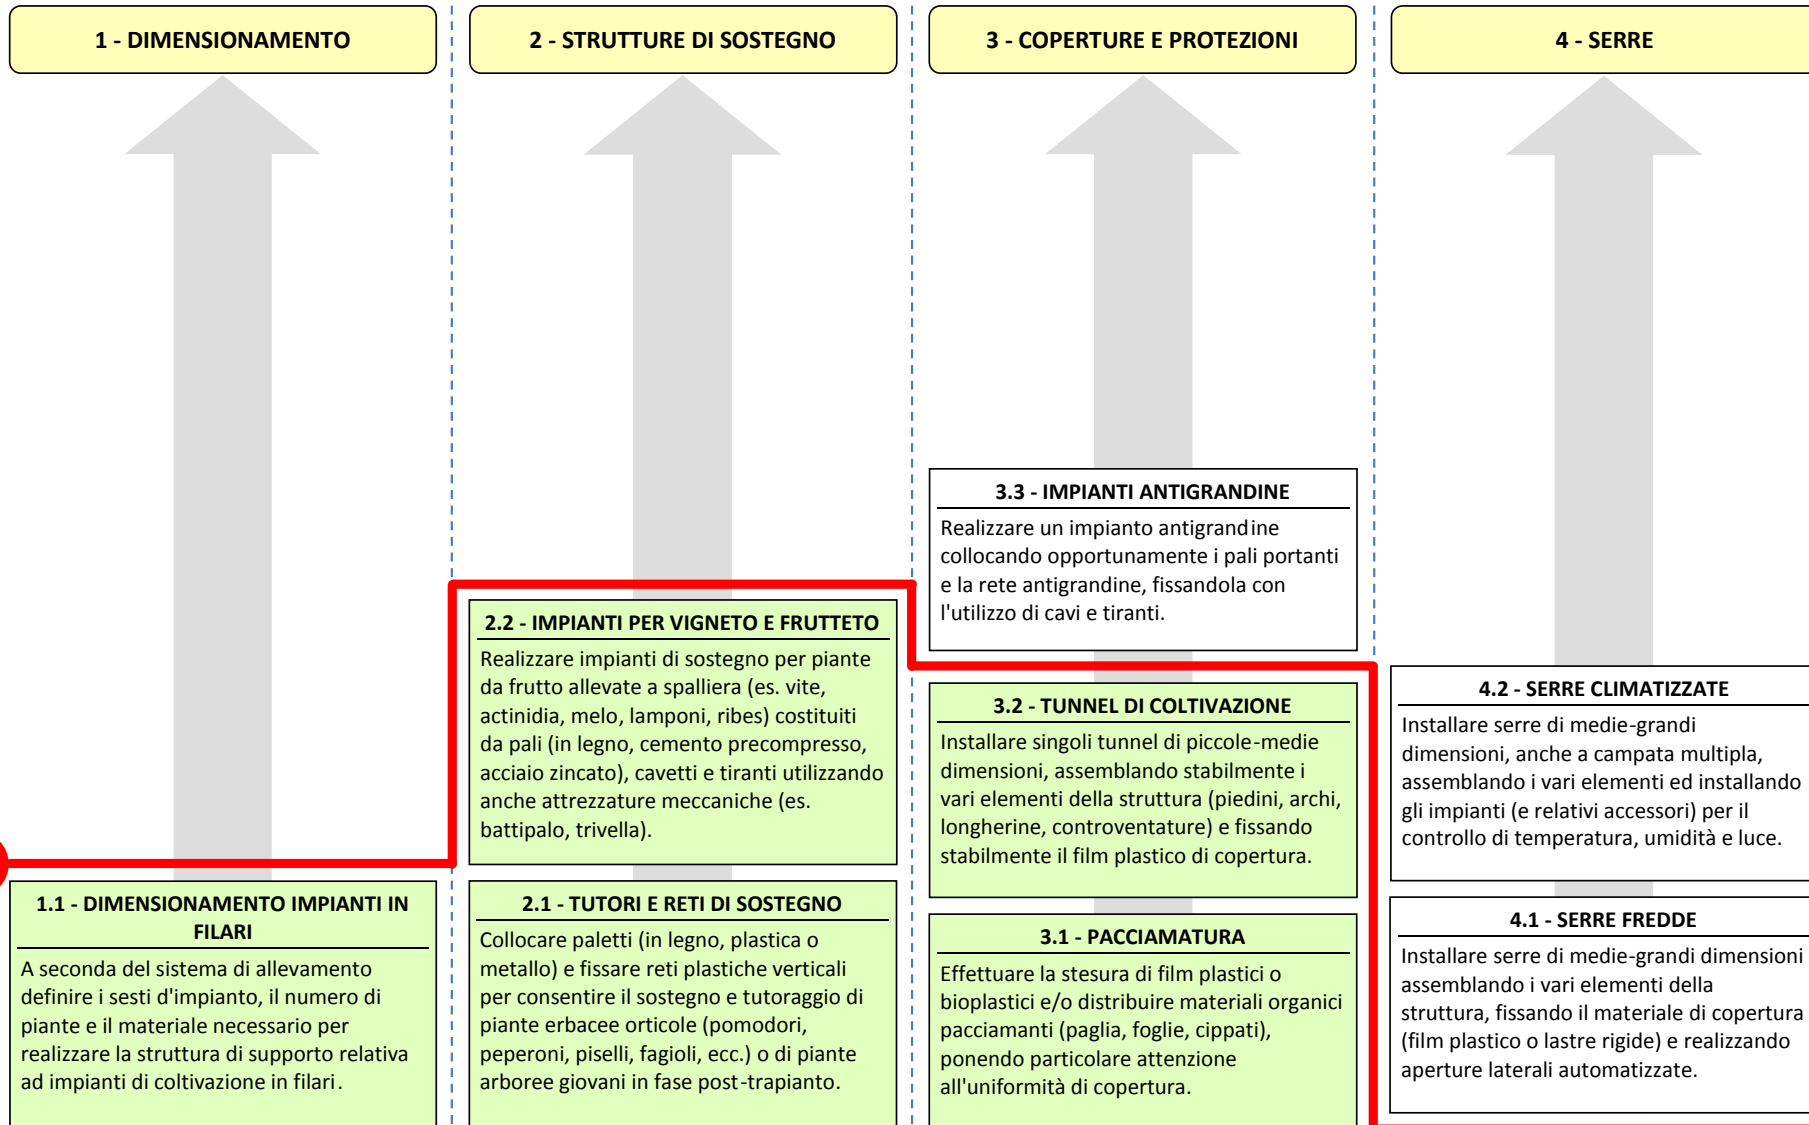 1 - DIMENSIONAMENTO
2 - STRUTTURE DI SOSTEGNO
3 - COPERTURE E PROTEZIONI
4 - SERRE
1.1 - DIMENSIONAMENTO IMPIANTI IN
FILARI
A seconda del sistema di allevamento
definire i sesti d'impianto, il numero di
piante e il materiale necessario per
realizzare la struttura di supporto relativa
ad impianti di coltivazione in filari.
2.2 - IMPIANTI PER VIGNETO E FRUTTETO
Realizzare impianti di sostegno per piante
da frutto allevate a spalliera (es. vite,
actinidia, melo, lamponi, ribes) costituiti
da pali (in legno, cemento precompresso,
acciaio zincato), cavetti e tiranti utilizzando
anche attrezzature meccaniche (es.
battipalo, trivella).
2.1 - TUTORI E RETI DI SOSTEGNO
Collocare paletti (in legno, plastica o
metallo) e fissare reti plastiche verticali
per consentire il sostegno e tutoraggio di
piante erbacee orticole (pomodori,
peperoni, piselli, fagioli, ecc.) o di piante
arboree giovani in fase post-trapianto.
3.3 - IMPIANTI ANTIGRANDINE
Realizzare un impianto antigrandine
collocando opportunamente i pali portanti
e la rete antigrandine, fissandola con
l'utilizzo di cavi e tiranti.
3.2 - TUNNEL DI COLTIVAZIONE
Installare singoli tunnel di piccole-medie
dimensioni, assemblando stabilmente i
vari elementi della struttura (piedini, archi,
longherine, controventature) e fissando
stabilmente il film plastico di copertura.
3.1 - PACCIAMATURA
Effettuare la stesura di film plastici o
bioplastici e/o distribuire materiali organici
pacciamanti (paglia, foglie, cippati),
ponendo particolare attenzione
all'uniformità di copertura.
4.2 - SERRE CLIMATIZZATE
Installare serre di medie-grandi
dimensioni, anche a campata multipla,
assemblando i vari elementi ed installando
gli impianti (e relativi accessori) per il
controllo di temperatura, umidità e luce.
4.1 - SERRE FREDDE
Installare serre di medie-grandi dimensioni
assemblando i vari elementi della
struttura, fissando il materiale di copertura
(film plastico o lastre rigide) e realizzando
aperture laterali automatizzate.